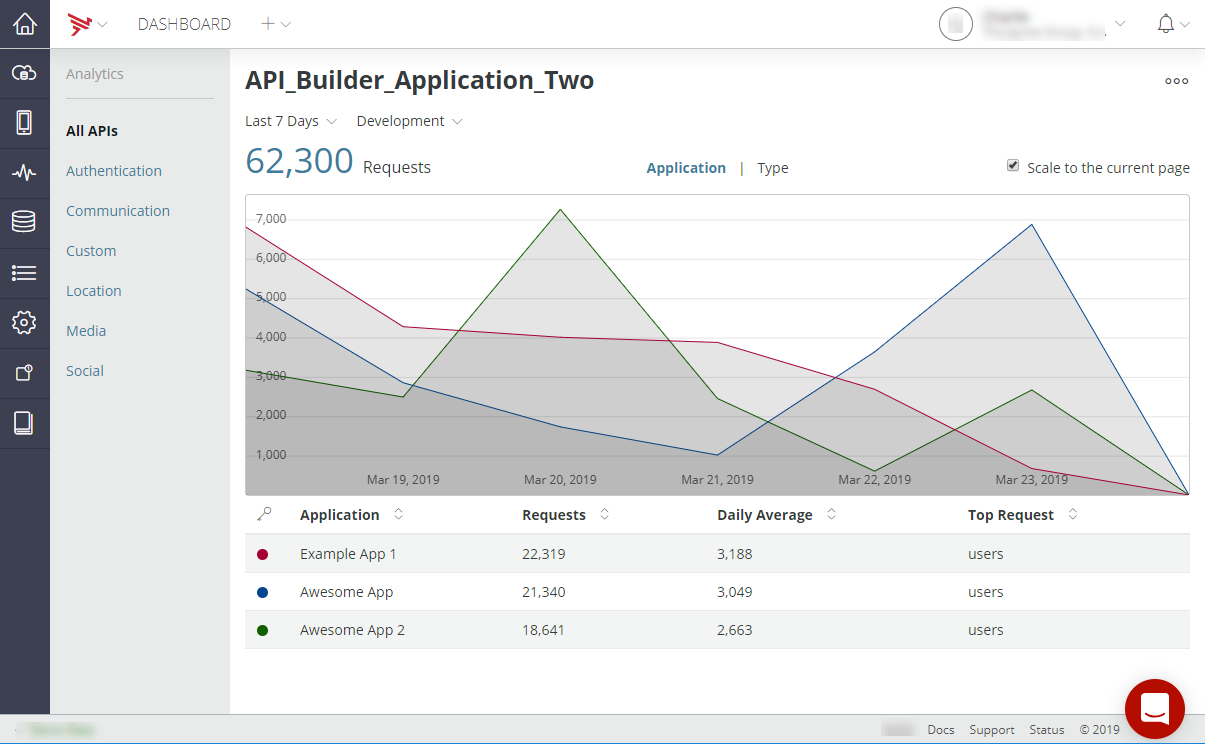 DASHBOARD
Analytics
All APIs
Authentication
Communication
Custom
Location
Media
Social
API_Builder_Application_Two
Last 7 Days Development
62,300 Requests
Application | Type
Scale to the current page
7,000
6,000
5,000
4,000
3,000
2,000
1,000
Mar 19, 2019 Mar 20, 2019 Mar 21, 2019 Mar 22, 2019 Mar 23, 2019
Application Requests Daily Average Top Request
Example App 1 22,319 3,188 users
Awesome App 21,340 3,049 users
Awesome App 2 18,641 2,663 users
Docs Support Status © 2019